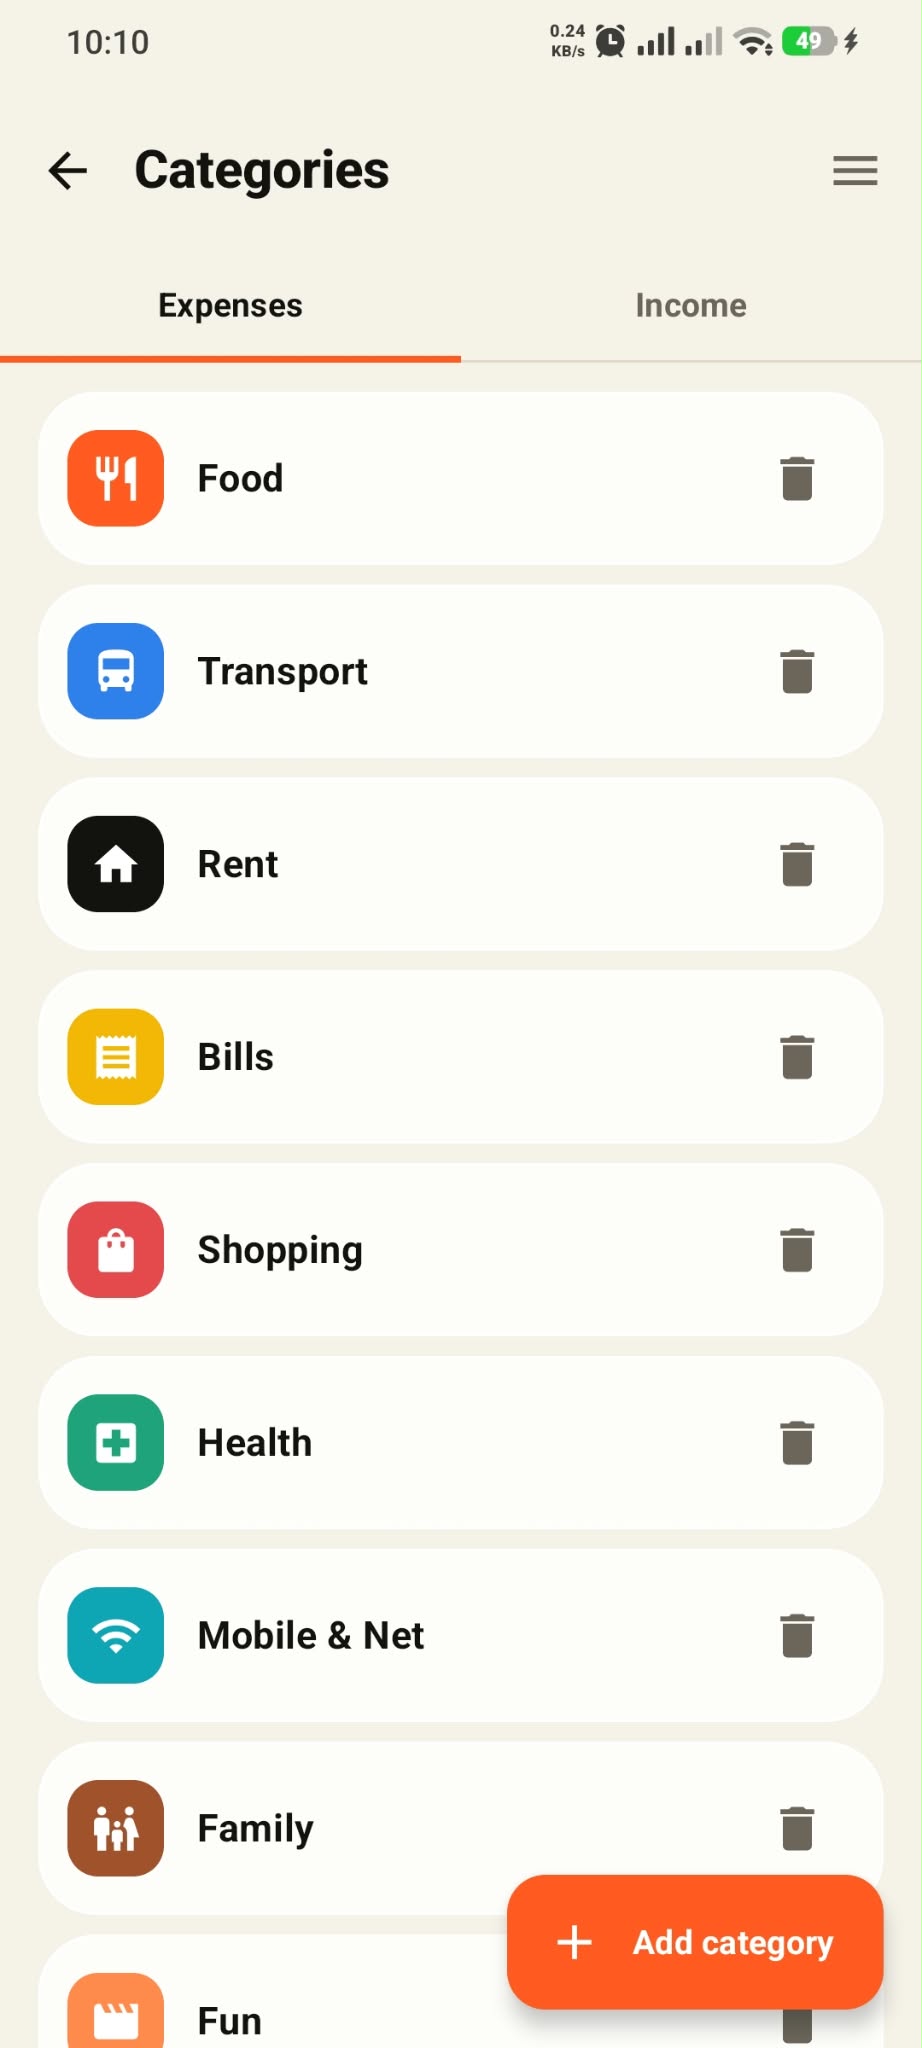 10:10
0.24
KB/s
49
Categories
Expenses
Income
Food
Transport
Rent
Bills
Shopping
Health
Mobile & Net
Family
Add category
Fun